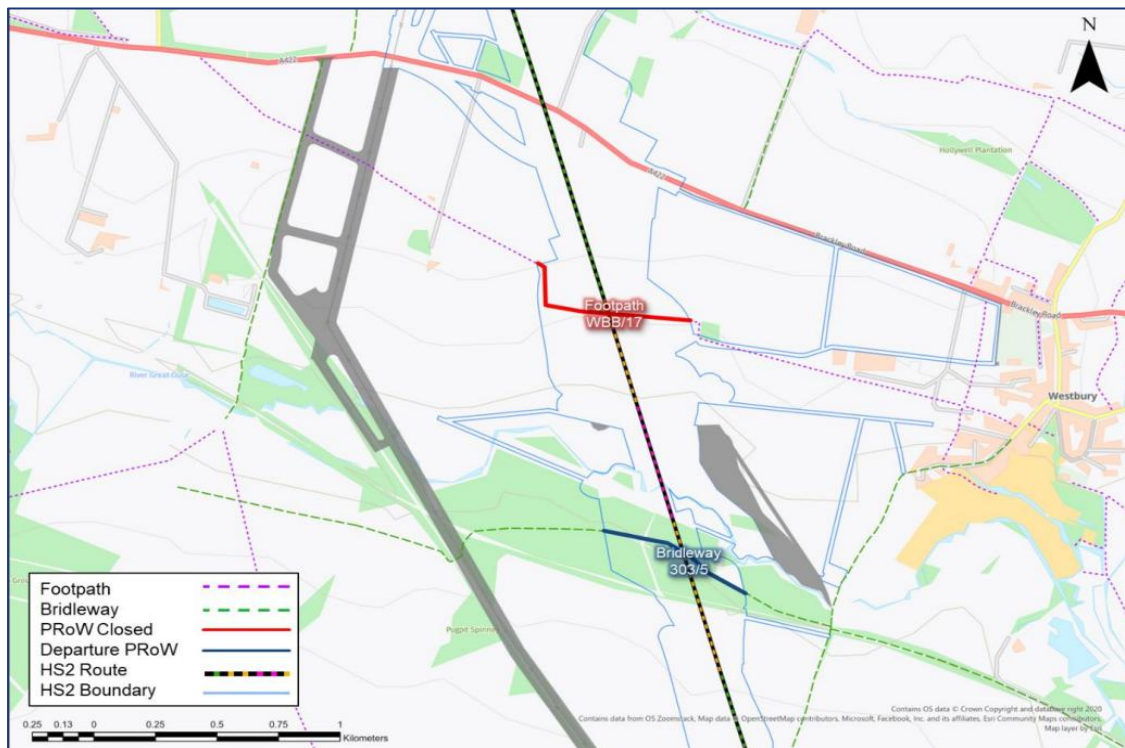 N
A422
Hollywell Plantation
A422
Brackley Road
Footpath
WBB/17
Brackley Road
River Great Ouse
Westbury
Bridleway
303/5
Pugpit Spinney
Footpath
Bridleway
PRoW Closed
Departure PRoW
HS2 Route
HS2 Boundary
0.25 0.13 0 0.25 0.5 0.75 1
Kilometers
Contains OS data © Crown Copyright and database right 2020
Contains data from OS Zoomstack, Map data © OpenStreetMap contributors, Microsoft, Facebook, Inc. and its affiliates, Esri Community Maps contributors,
Map layer by Esri